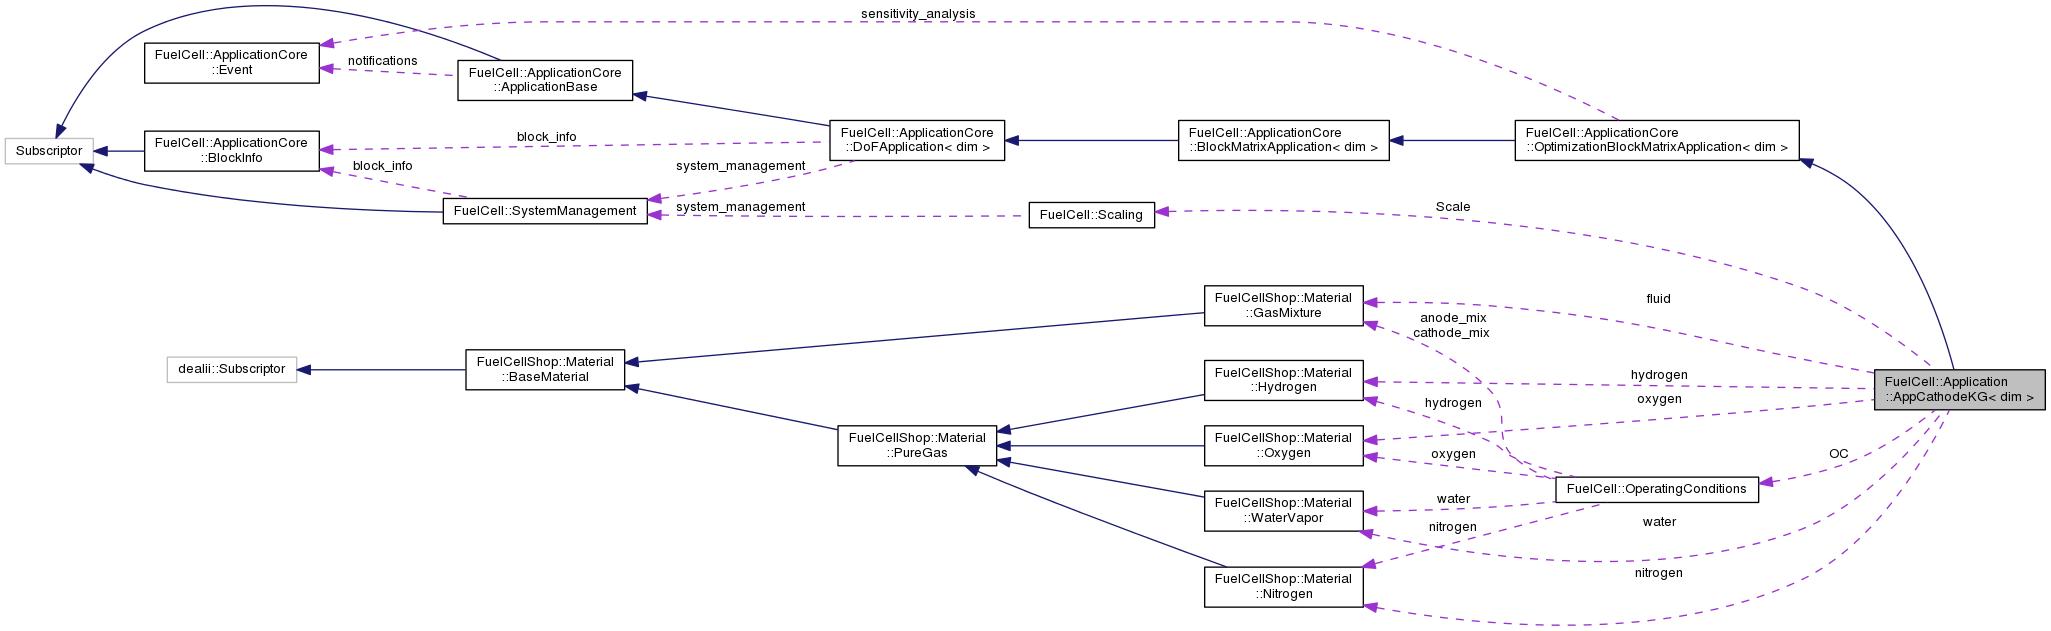 sensitivity_analysis
FuelCell::ApplicationCore
::Event
notifications
FuelCell::ApplicationCore
::ApplicationBase
Subscriptor
FuelCell::ApplicationCore
::BlockInfo
block_info
block_info
FuelCell::ApplicationCore
::DoFApplication< dim >
FuelCell::ApplicationCore
::BlockMatrixApplication< dim >
FuelCell::ApplicationCore
::OptimizationBlockMatrixApplication< dim >
system_management
FuelCell::SystemManagement
system_management
FuelCell::Scaling
Scale
FuelCellShop::Material
::GasMixture
fluid
anode_mix
cathode_mix
dealii::Subscriptor
FuelCellShop::Material
::BaseMaterial
FuelCellShop::Material
::Hydrogen
hydrogen
oxygen
hydrogen
FuelCell::Application
::AppCathodeKG< dim >
FuelCellShop::Material
::PureGas
FuelCellShop::Material
::Oxygen
oxygen
OC
FuelCell::OperatingConditions
FuelCellShop::Material
::WaterVapor
water
nitrogen
water
FuelCellShop::Material
::Nitrogen
nitrogen